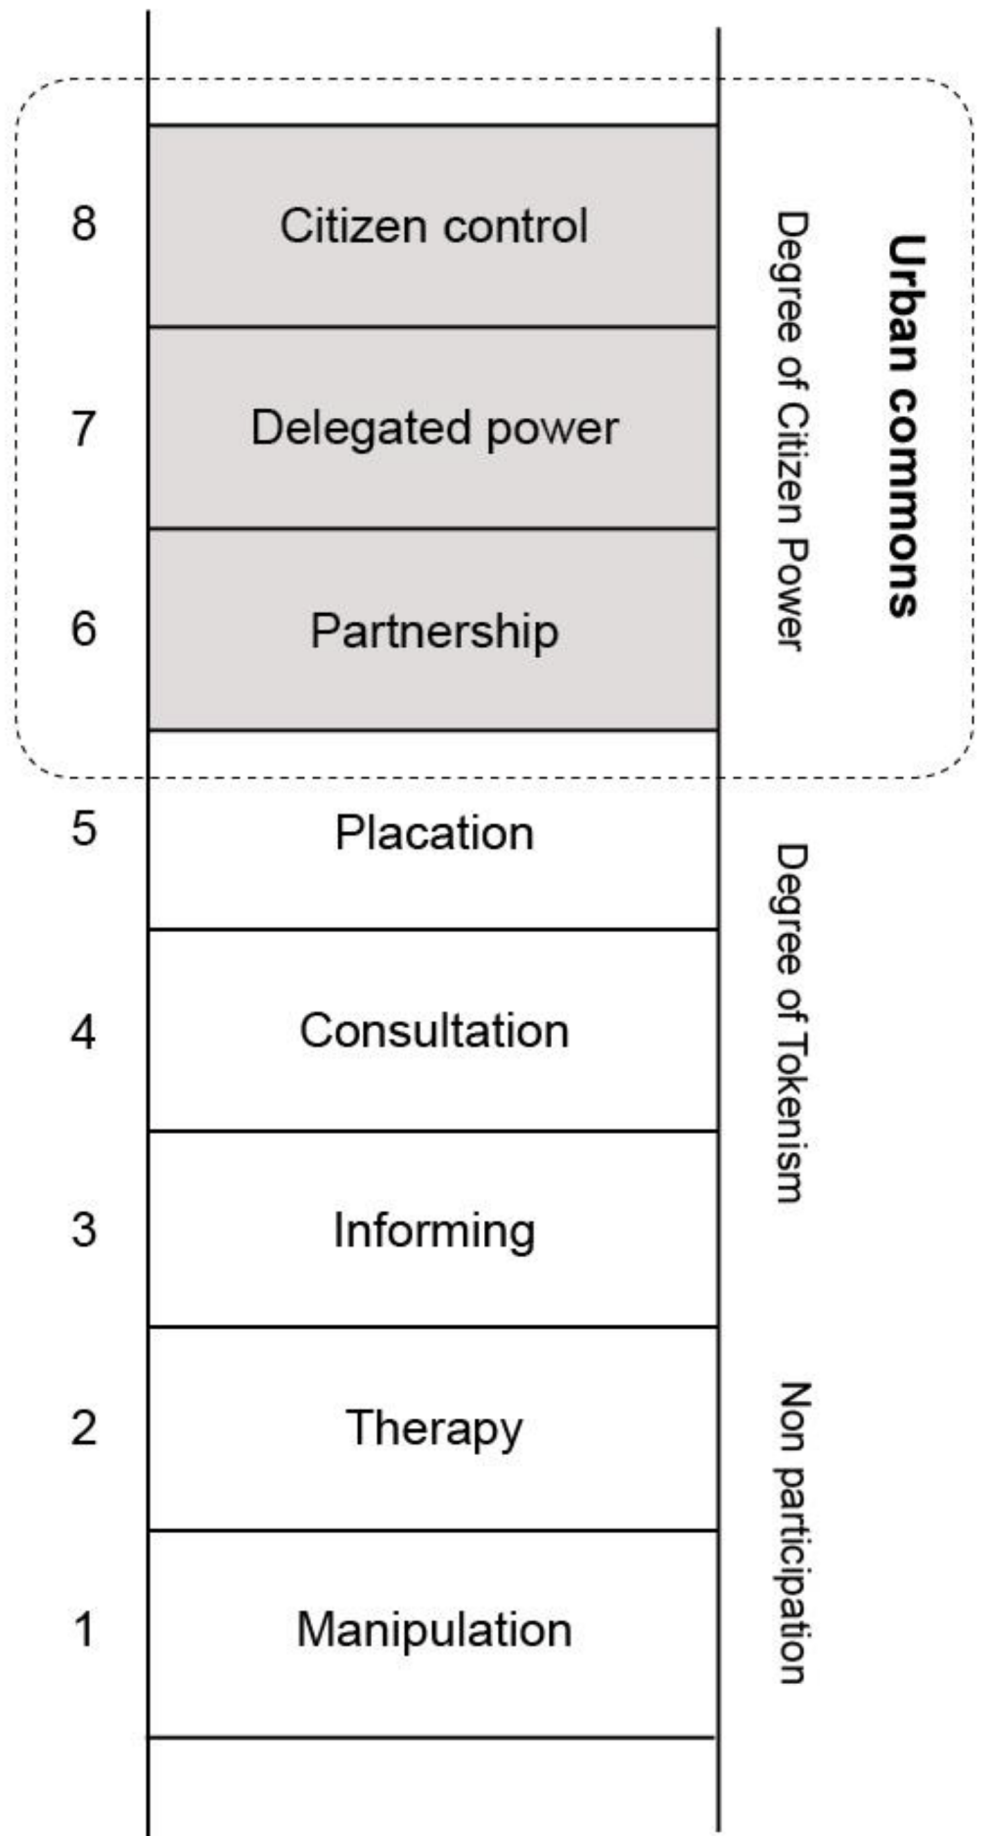 8
Citizen control
7
Delegated power
6
Partnership
5
Placation
4
Consultation
3
Informing
2
Therapy
1
Manipulation
Degree of Citizen Power
Urban commons
Degree of Tokenism
Non participation